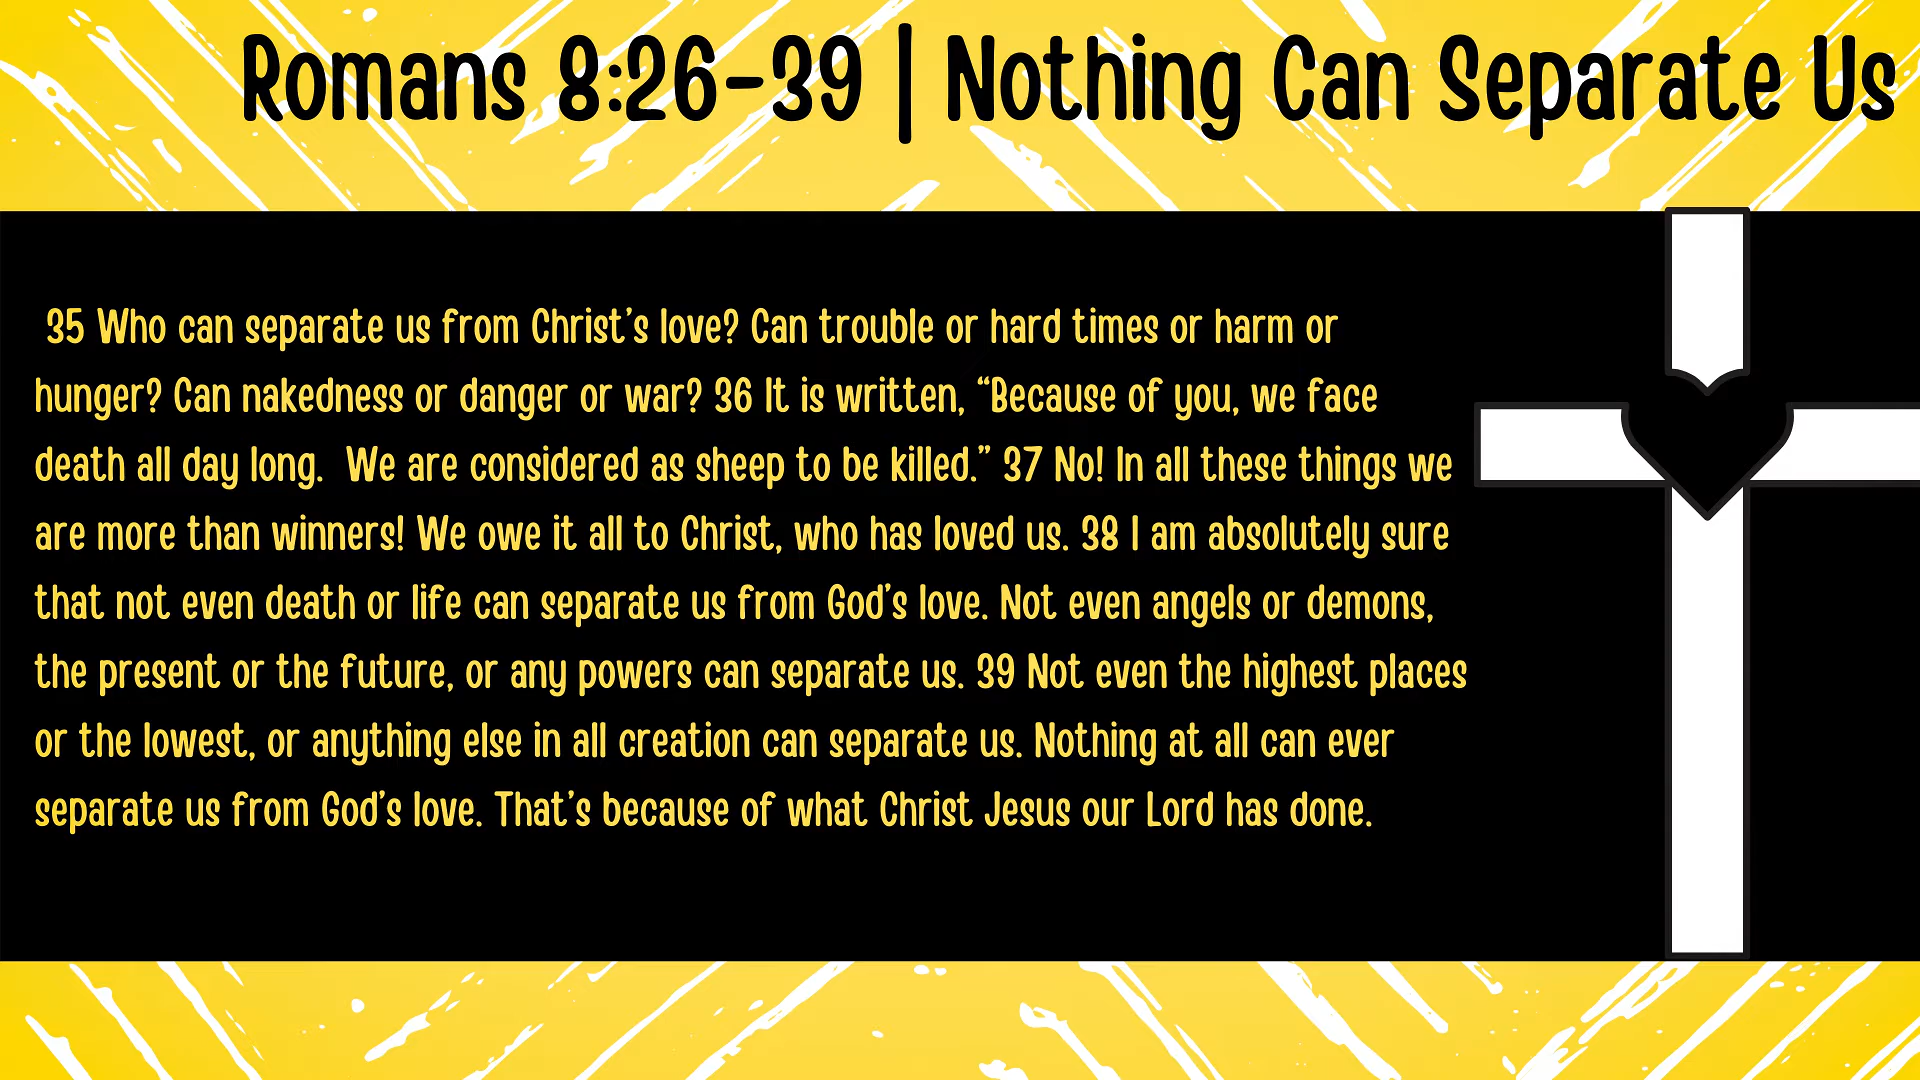 Romans 8:26-39 | Nothing Can Separate Us
35 Who can separate us from Christ’s love? Can trouble or hard times or harm or
hunger? Can nakedness or danger or war? 36 It is written, “Because of you, we face
death all day long.  We are considered as sheep to be killed.” 37 No! In all these things we
are more than winners! We owe it all to Christ, who has loved us. 38 I am absolutely sure
that not even death or life can separate us from God’s love. Not even angels or demons,
the present or the future, or any powers can separate us. 39 Not even the highest places
or the lowest, or anything else in all creation can separate us. Nothing at all can ever
separate us from God’s love. That’s because of what Christ Jesus our Lord has done.